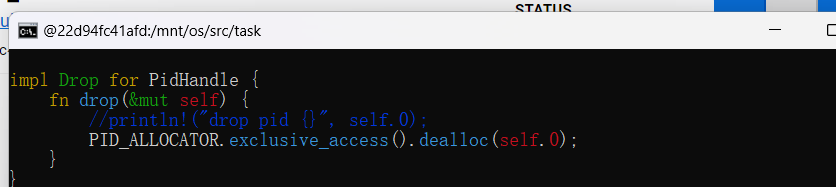 STATUS
@22d94fc41afd:/mnt/os/src/task
impl Drop for PidHandle {
    fn drop(&mut self) {
        //println!("drop pid {}", self.0);
        PID_ALLOCATOR.exclusive_access().dealloc(self.0);
    }
}